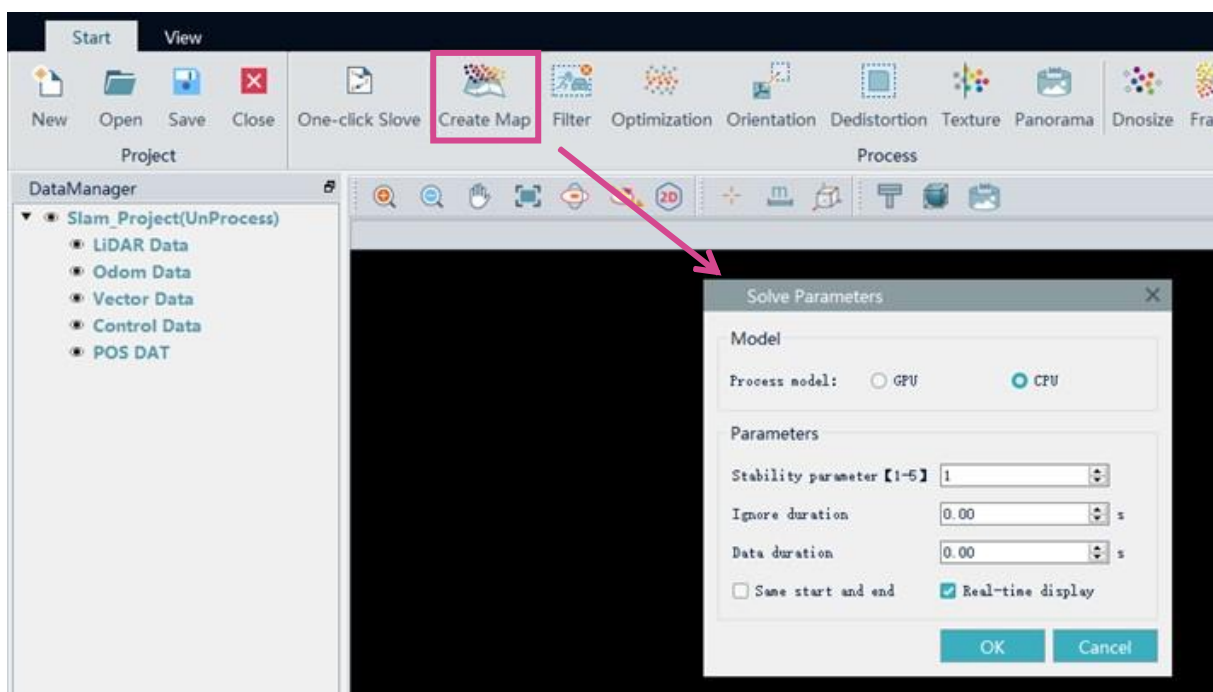 Start View
New Open Save Close One-click Slove Create Map Filter Optimization Orientation Dedistortion Texture Panorama Dnosize Fra
Project Process
DataManager
2D
m
Slam_Project(UnProcess)
LiDAR Data
Odom Data
Vector Data
Control Data
POS DAT
Solve Parameters
Model
Process model: GPU CPU
Parameters
Stability parameter【1-5】 1
Ignore duration 0.00 s
Data duration 0.00 s
Same start and end Real-time display
OK Cancel